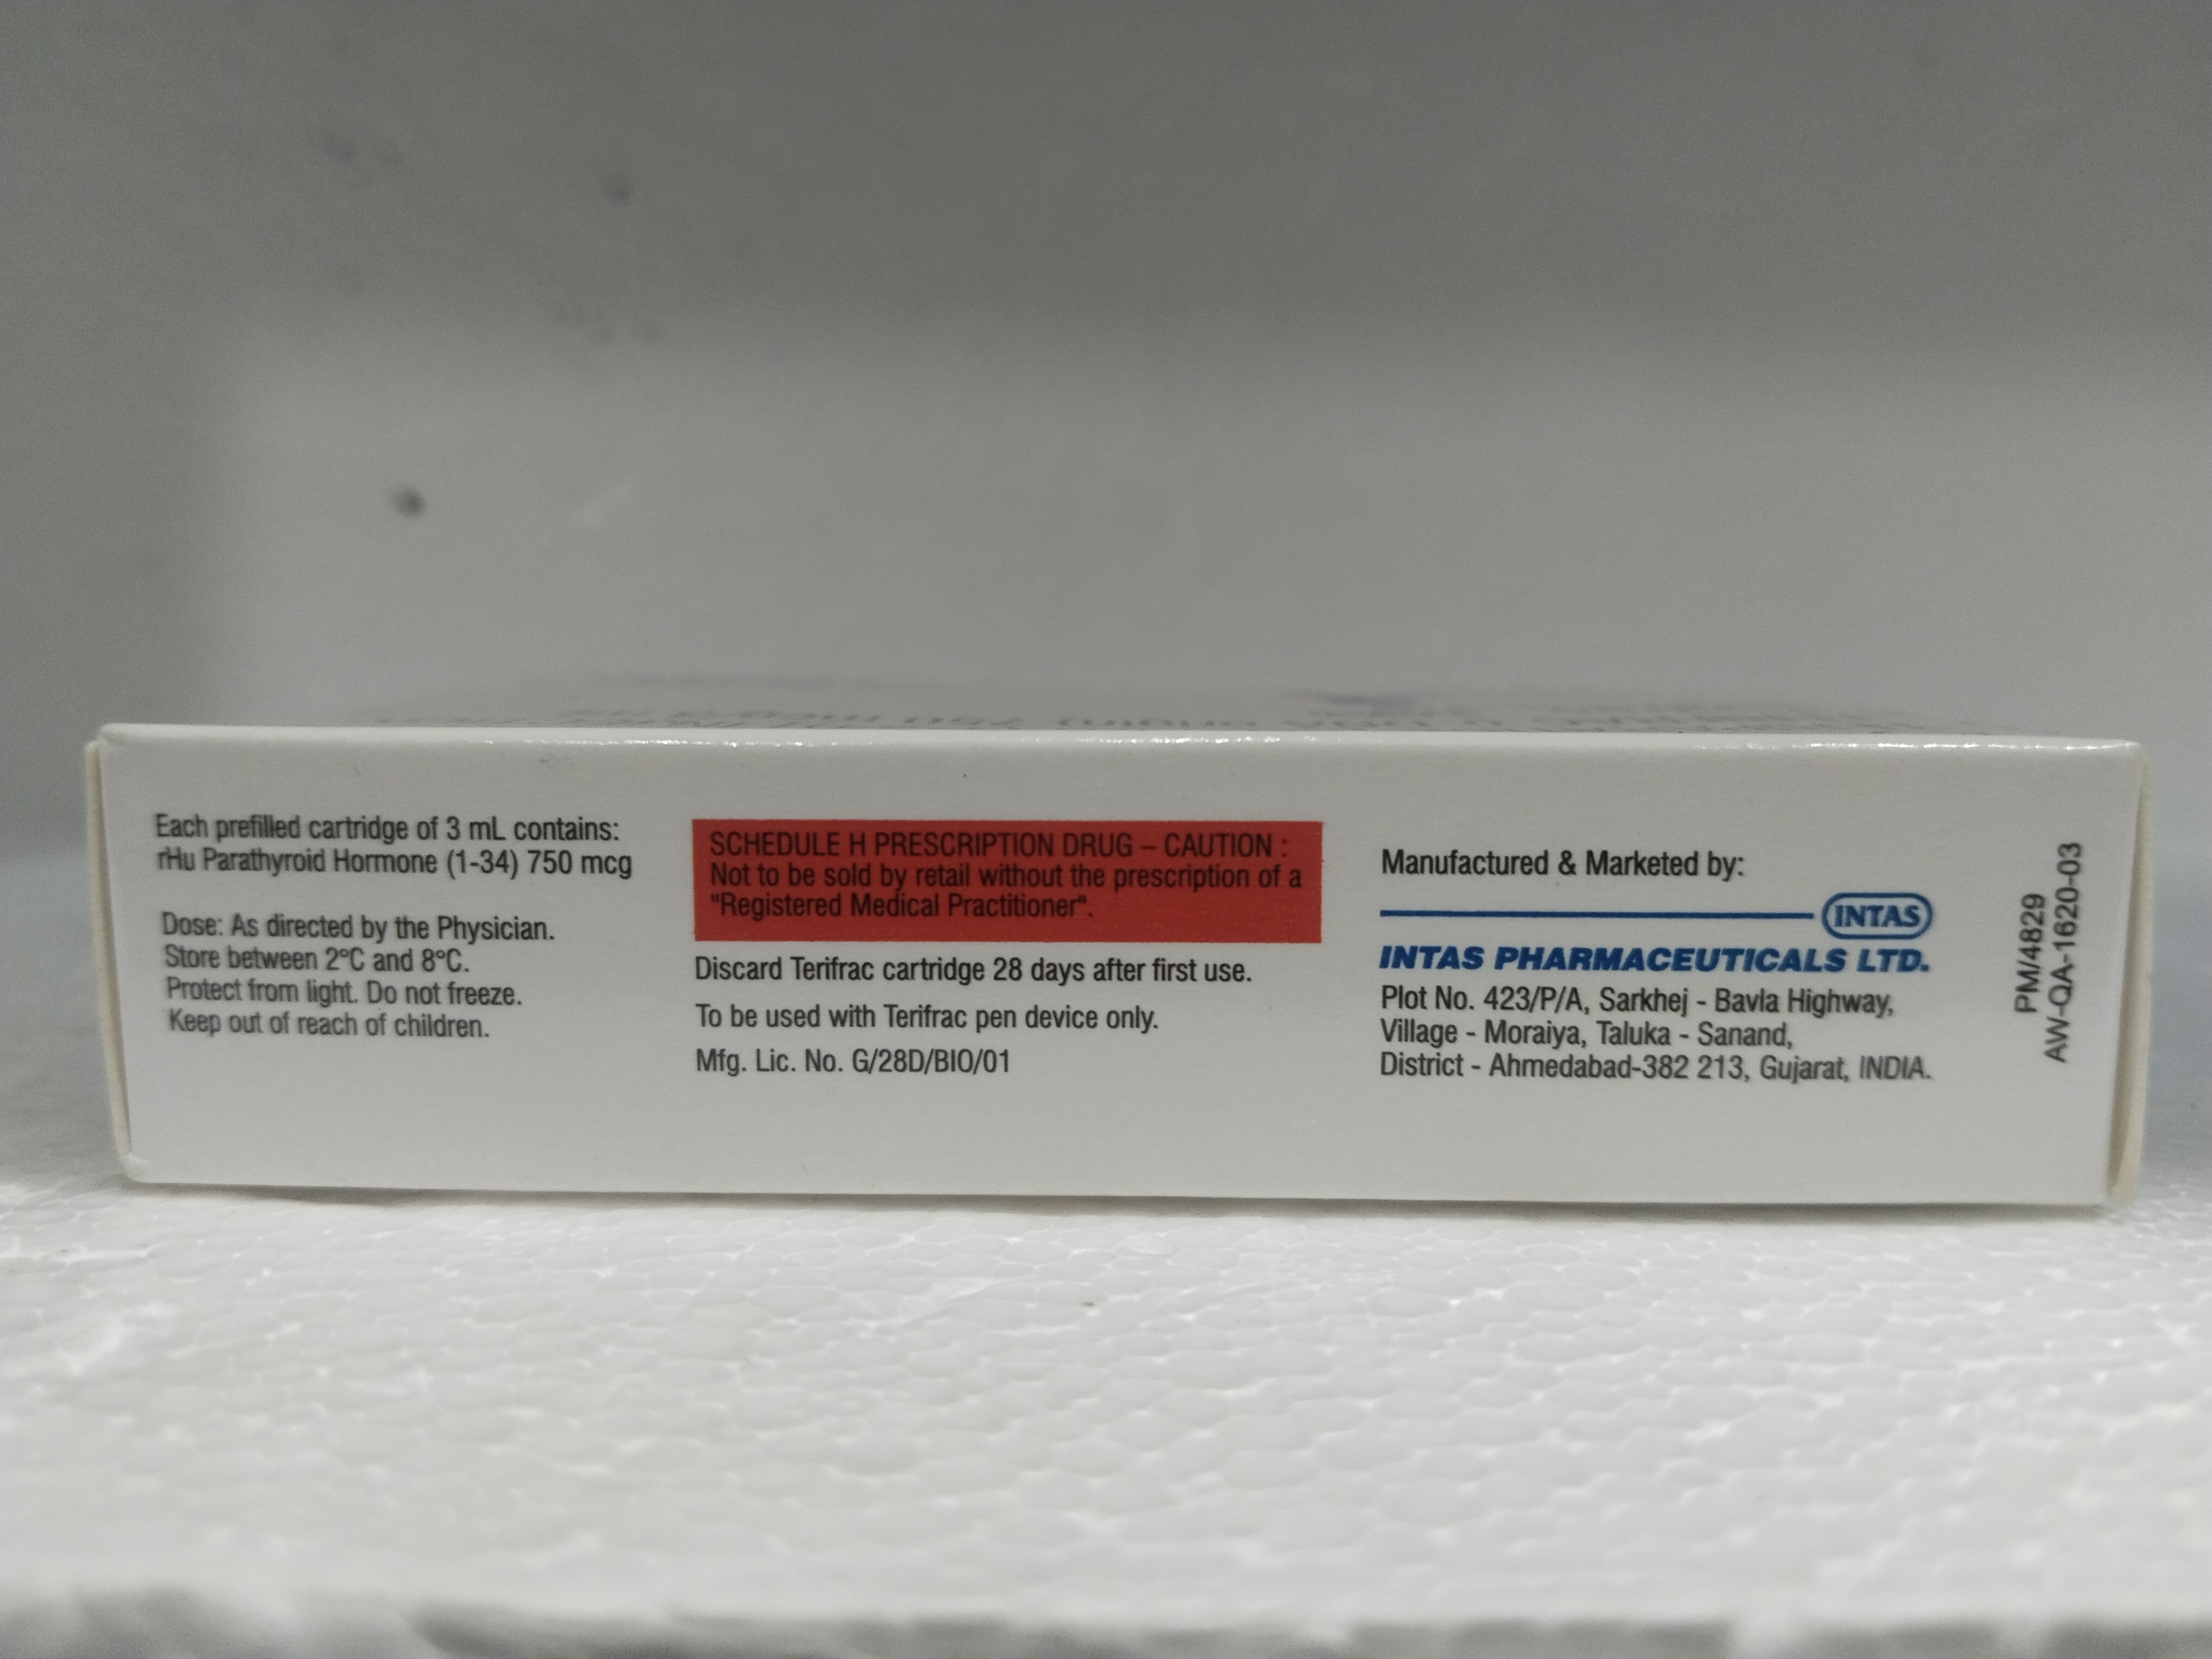 Each prefilled cartridge of 3 mL contains:
rHu Parathyroid Hormone (1-34) 750 mcg
Dose: As directed by the Physician.
Store between 2°C and 8°C.
Protect from light. Do not freeze.
Keep out of reach of children.
SCHEDULE H PRESCRIPTION DRUG – CAUTION :
Not to be sold by retail without the prescription of a
"Registered Medical Practitioner".
Discard Terifrac cartridge 28 days after first use.
To be used with Terifrac pen device only.
Mfg. Lic. No. G/28D/BIO/01
Manufactured & Marketed by:
INTAS
INTAS PHARMACEUTICALS LTD.
Plot No. 423/P/A, Sarkhej - Bavla Highway,
Village - Moraiya, Taluka - Sanand,
District - Ahmedabad-382 213, Gujarat, INDIA.
PM/4829
AW-QA-1620-03